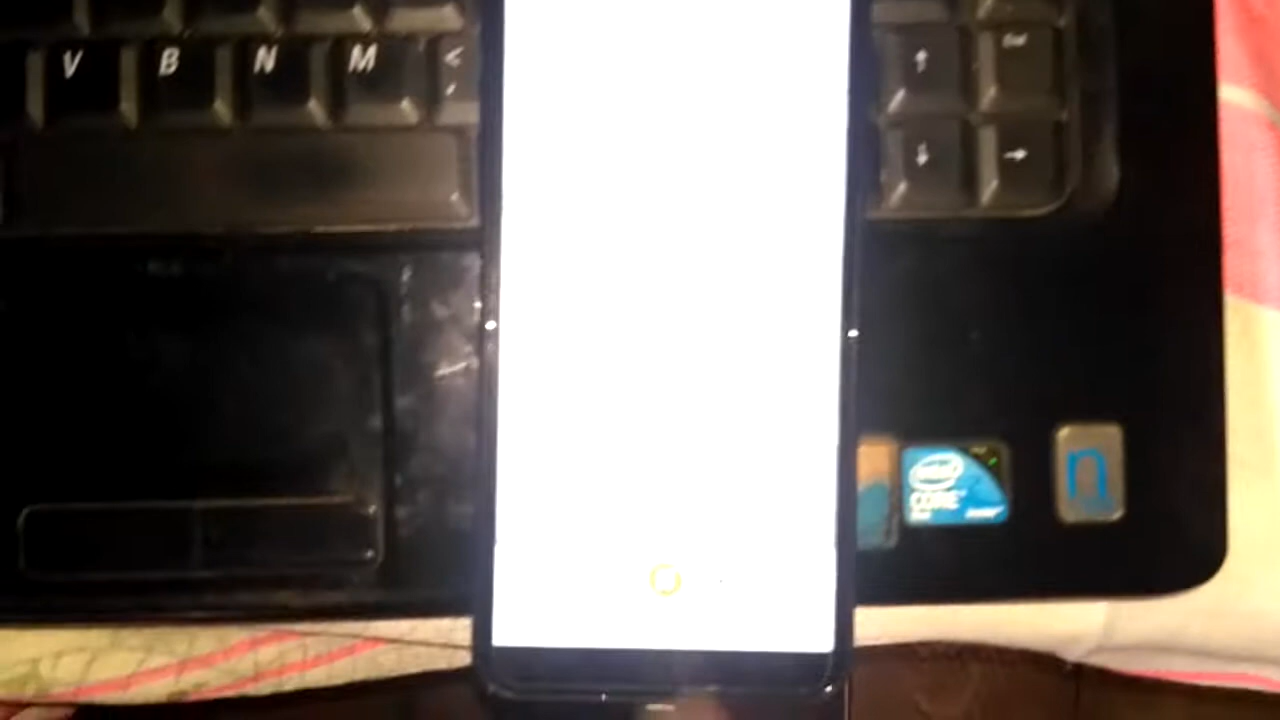 V B N M <
,
↑
↓ →
intel
CORE
n